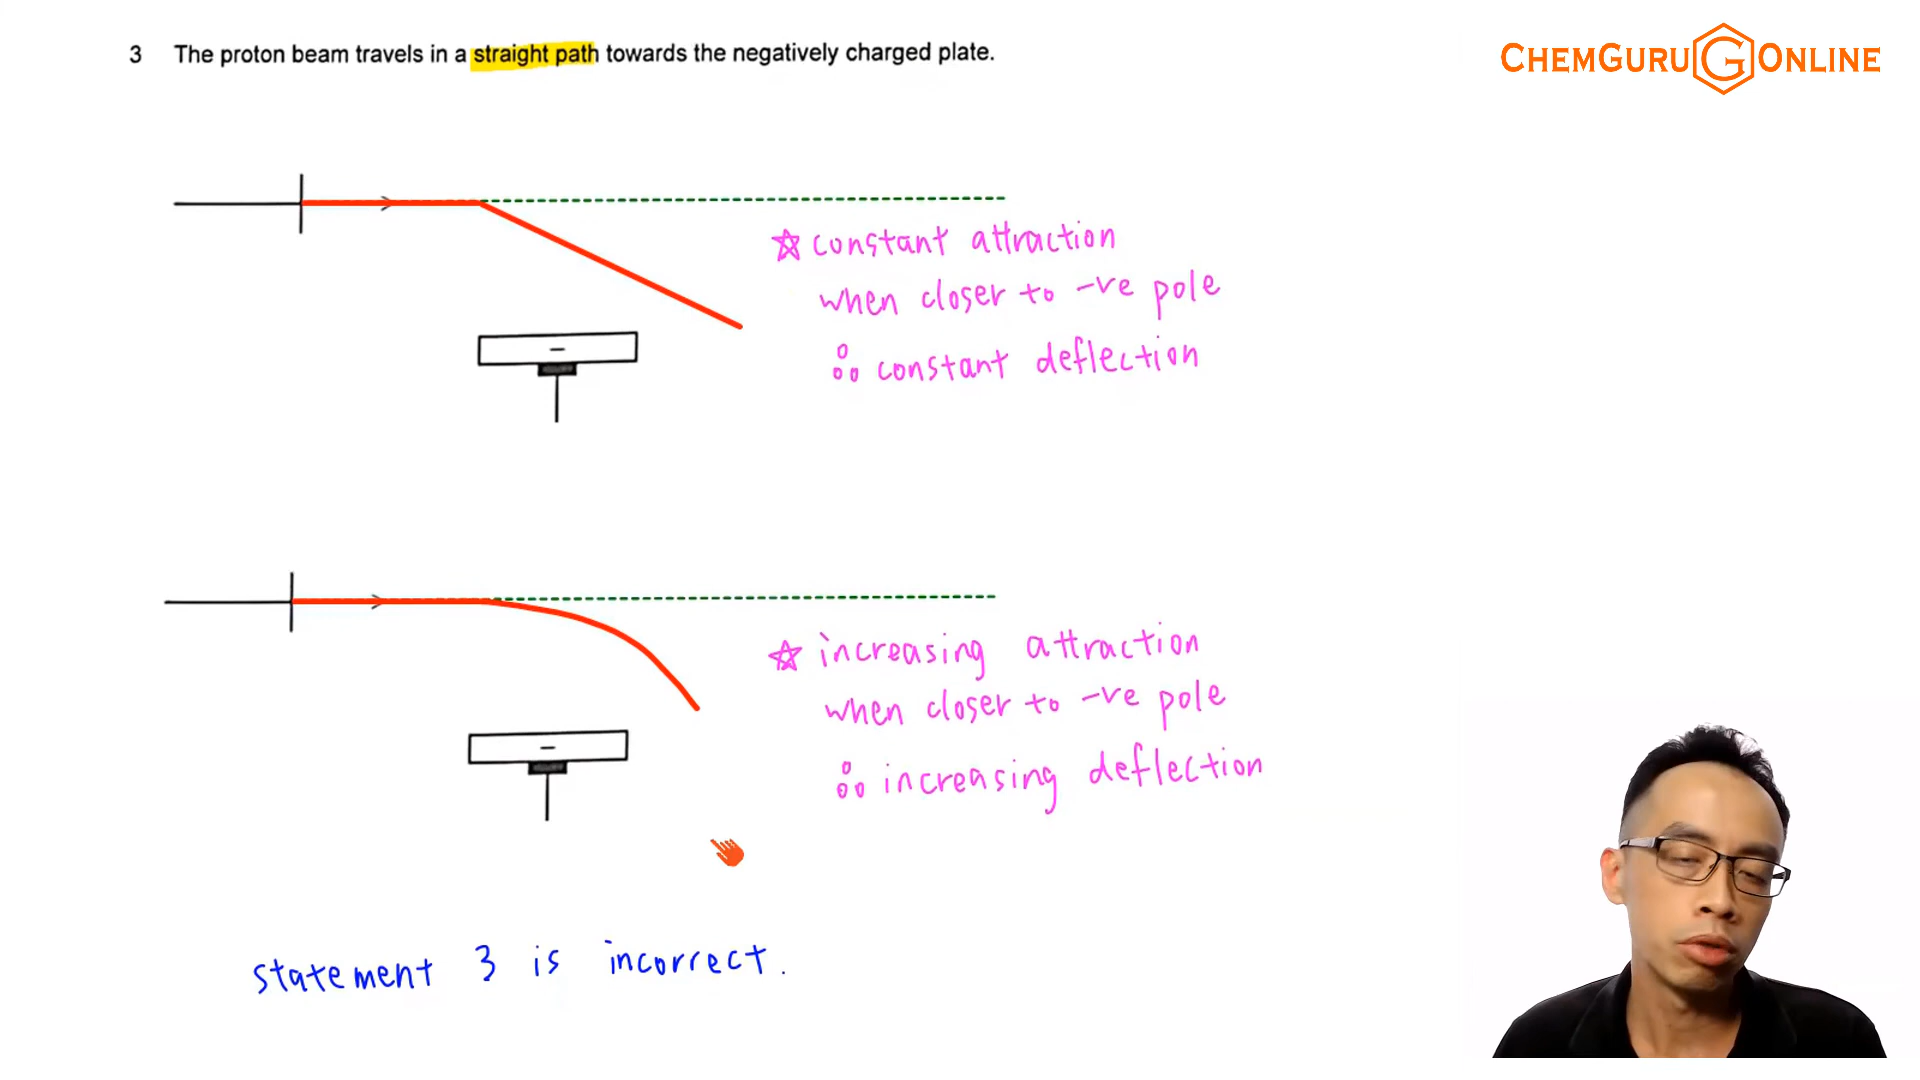 3 The proton beam travels in a straight path towards the negatively charged plate.
CHEMGURU G ONLINE
☆ constant attraction
when closer to -ve pole
∴ constant deflection
−
☆ increasing attraction
when closer to -ve pole
∴ increasing deflection
−
statement 3 is incorrect.